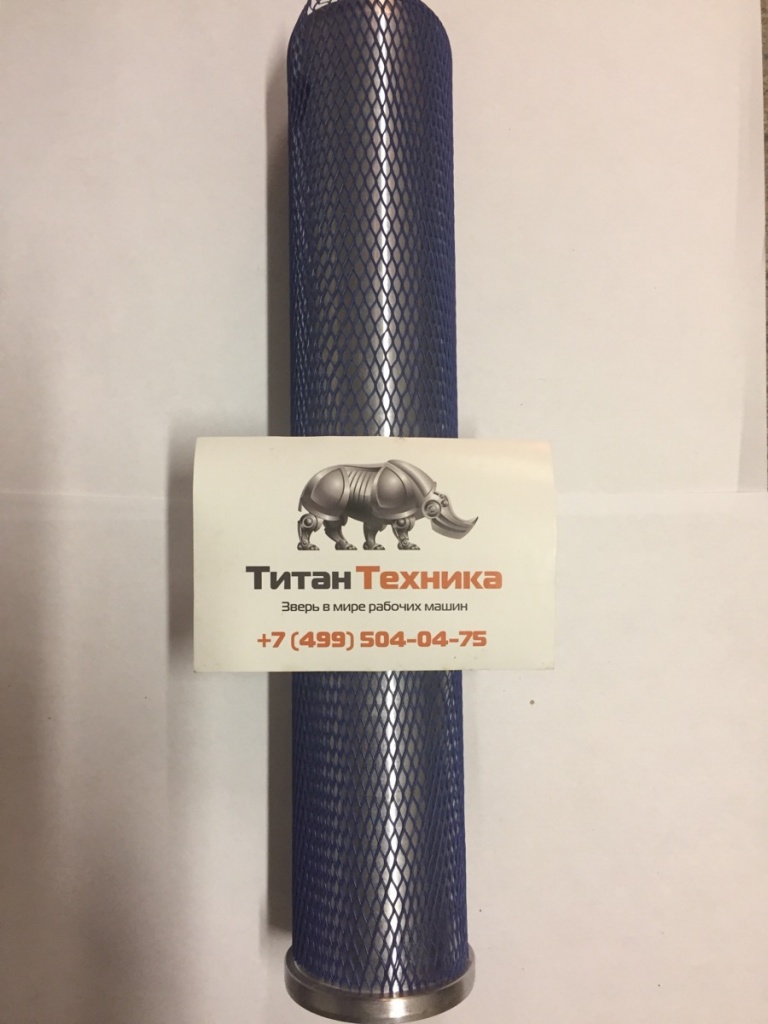 Титан Техника
Зверь в мире рабочих машин
+7 (499) 504-04-75